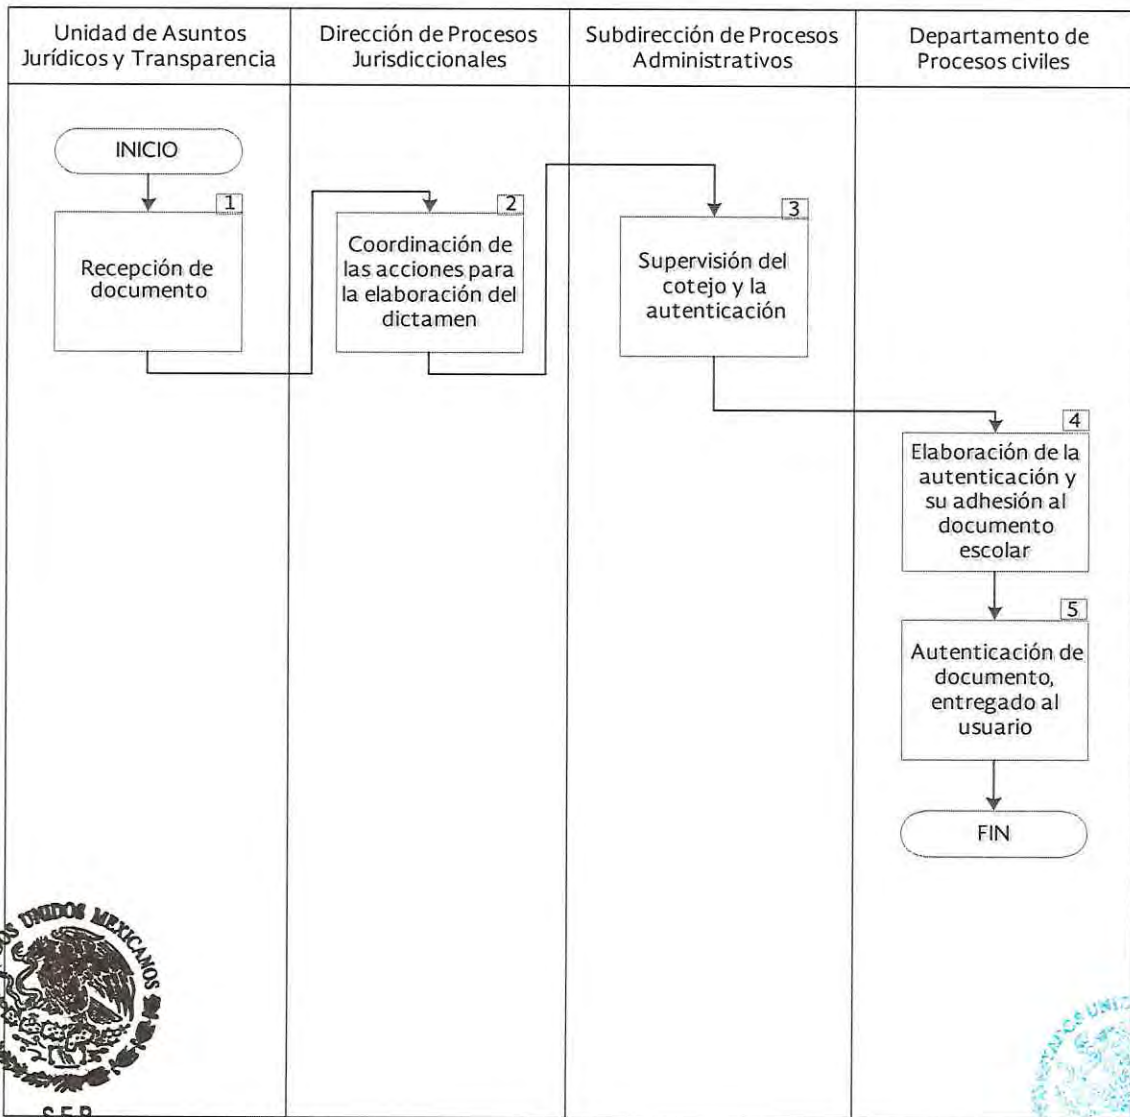 Unidad de Asuntos
Jurídicos y Transparencia
Dirección de Procesos
Jurisdiccionales
Subdirección de Procesos
Administrativos
Departamento de
Procesos civiles
INICIO
1
Recepción de
documento
2
Coordinación de
las acciones para
la elaboración del
dictamen
3
Supervisión del
cotejo y la
autenticación
4
Elaboración de la
autenticación y
su adhesión al
documento
escolar
5
Autenticación de
documento,
entregado al
usuario
FIN
UNIDOS MEXICANOS